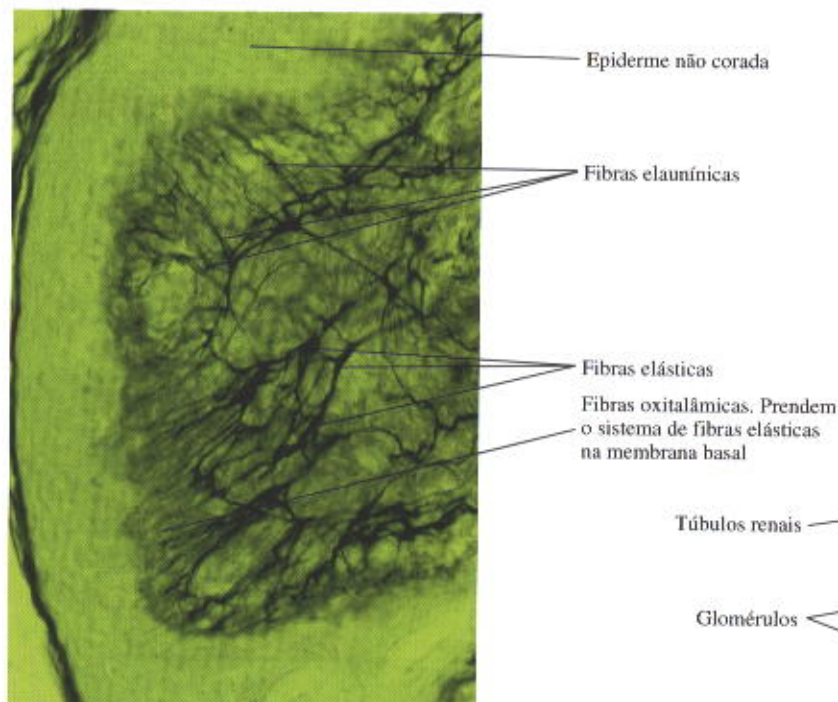 Epiderme não corada
Fibras elaunínicas
Fibras elásticas
Fibras oxitalâmicas. Prendem
o sistema de fibras elásticas
na membrana basal
Túbulos renais
Glomérulos